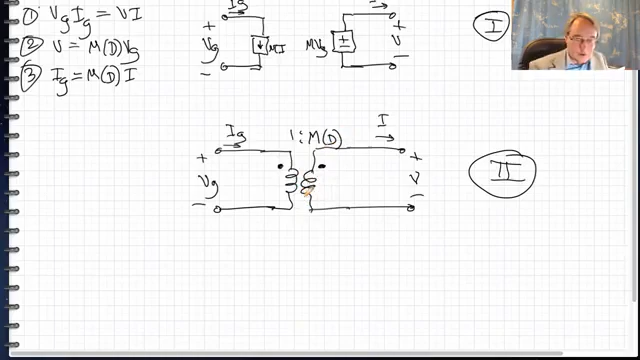 ① VgIg = VI
② V = M(D)Vg
③ Ig = M(D) I
Ig
+ Vg − MI
MVg ± + V −
I
Ig 1:M(D) I
+ Vg −
+ V −
II